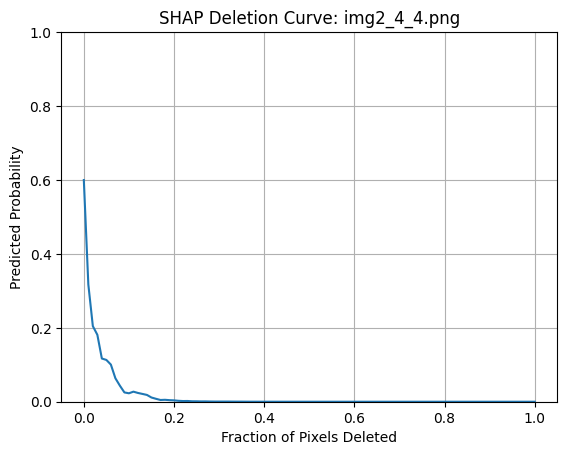 SHAP Deletion Curve: img2_4_4.png
Predicted Probability
1.0
0.8
0.6
0.4
0.2
0.0
0.0 0.2 0.4 0.6 0.8 1.0
Fraction of Pixels Deleted